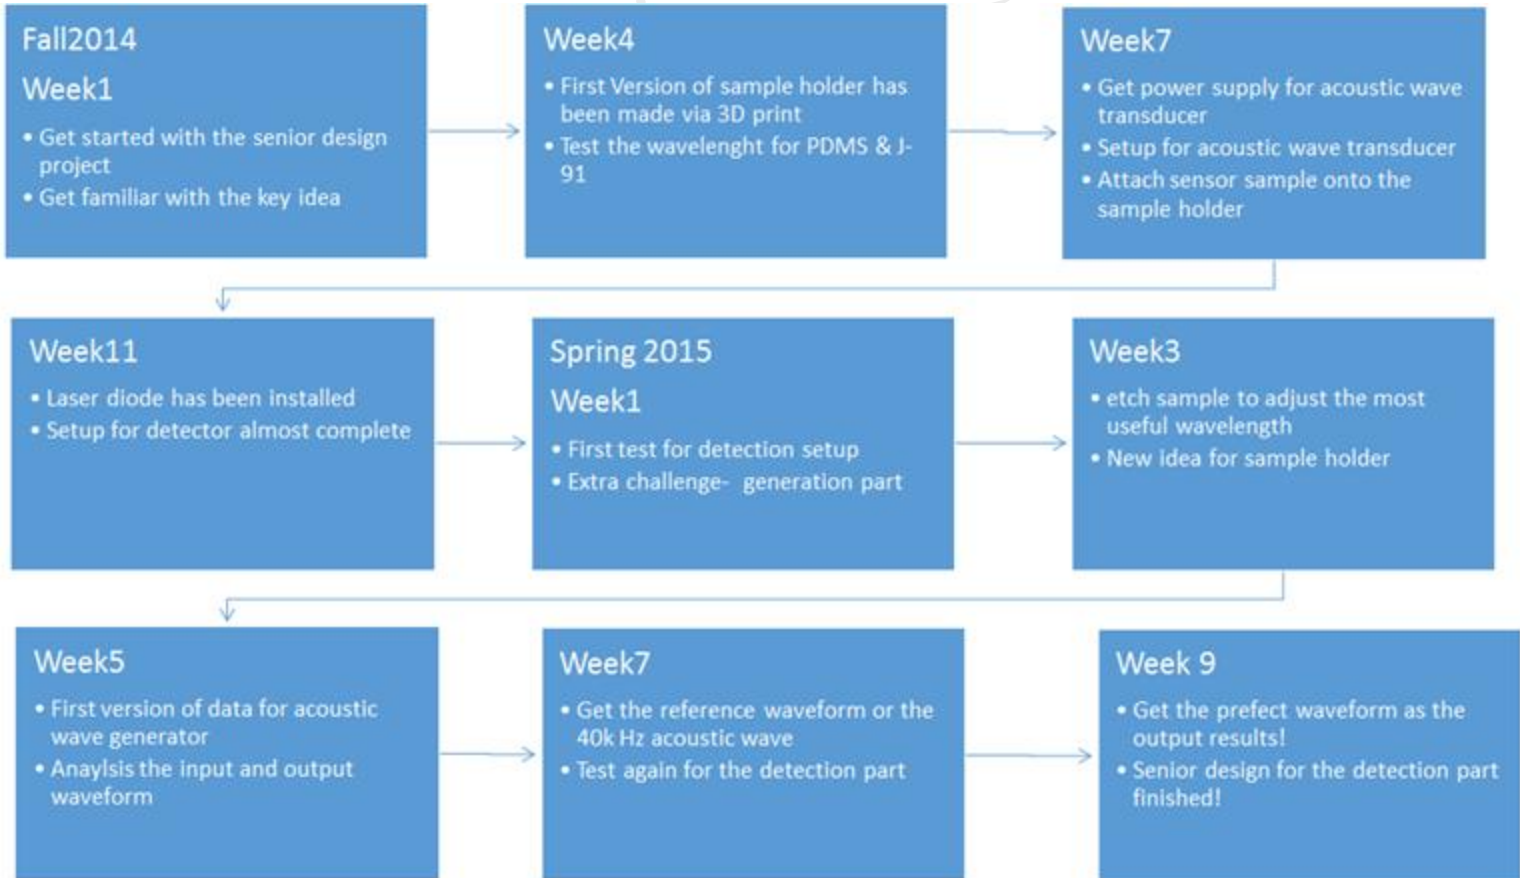 Fall2014
Week1
• Get started with the senior design
project
• Get familiar with the key idea
Week4
• First Version of sample holder has
been made via 3D print
• Test the wavelenght for PDMS & J-
91
Week7
• Get power supply for acoustic wave
transducer
• Setup for acoustic wave transducer
• Attach sensor sample onto the
sample holder
Week11
• Laser diode has been installed
• Setup for detector almost complete
Spring 2015
Week1
• First test for detection setup
• Extra challenge- generation part
Week3
• etch sample to adjust the most
useful wavelength
• New idea for sample holder
Week5
• First version of data for acoustic
wave generator
• Anaylsis the input and output
waveform
Week7
• Get the reference waveform or the
40k Hz acoustic wave
• Test again for the detection part
Week 9
• Get the prefect waveform as the
output results!
• Senior design for the detection part
finished!